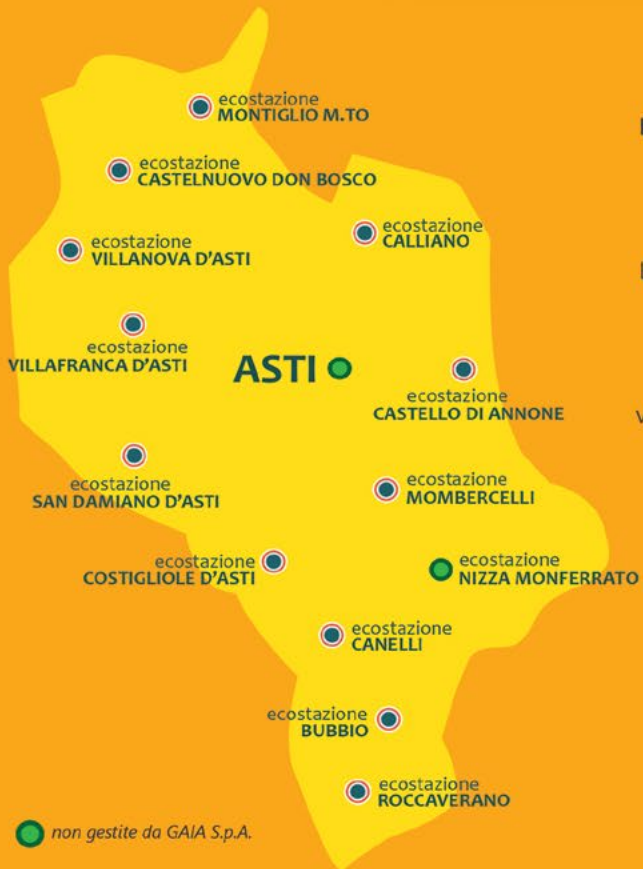 ecostazione
MONTIGLIO M.TO
ecostazione
CASTELNUOVO DON BOSCO
ecostazione
CALLIANO
ecostazione
VILLANOVA D'ASTI
ecostazione
VILLAFRANCA D'ASTI
ASTI
ecostazione
CASTELLO DI ANNONE
ecostazione
SAN DAMIANO D'ASTI
ecostazione
MOMBERCELLI
ecostazione
COSTIGLIOLE D'ASTI
ecostazione
NIZZA MONFERRATO
ecostazione
CANELLI
ecostazione
BUBBIO
ecostazione
ROCCAVERANO
non gestite da GAIA S.p.A.